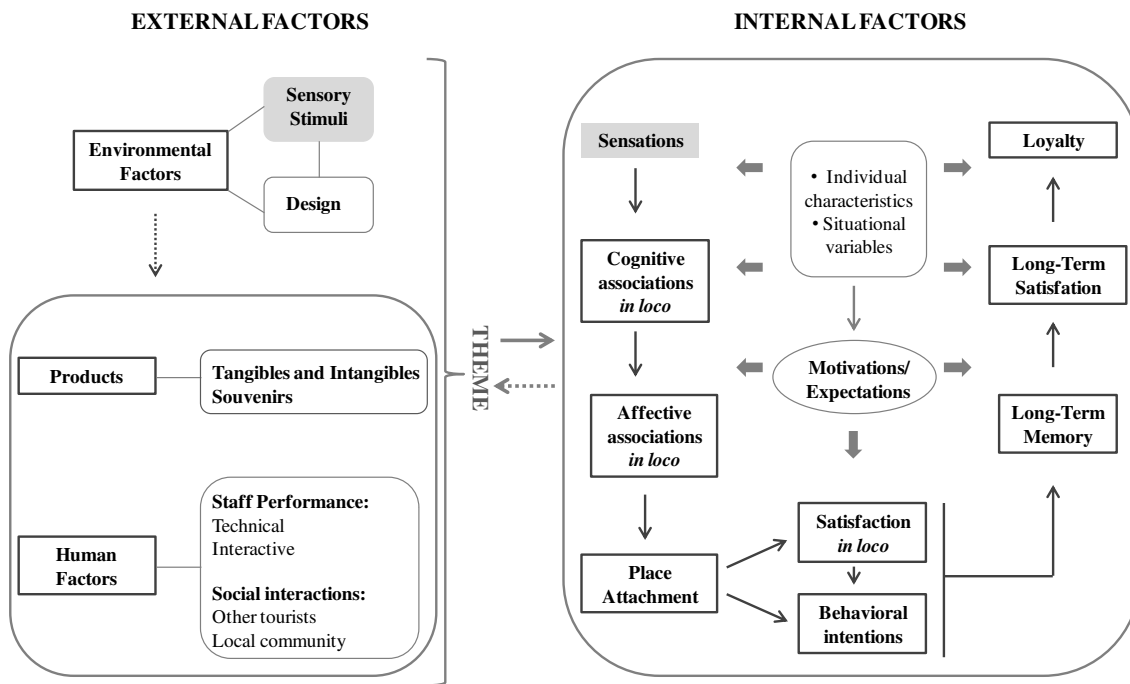 EXTERNAL FACTORS
Sensory
Stimuli
Environmental
Factors
Design
Products
Tangibles and Intangibles
Souvenirs
Human
Factors
Staff Performance:
Technical
Interactive
Social interactions:
Other tourists
Local community
THEME
INTERNAL FACTORS
Sensations
Cognitive
associations
in loco
Affective
associations
in loco
Place
Attachment
• Individual
characteristics
• Situational
variables
Motivations/
Expectations
Satisfaction
in loco
Behavioral
intentions
Loyalty
Long-Term
Satisfation
Long-Term
Memory